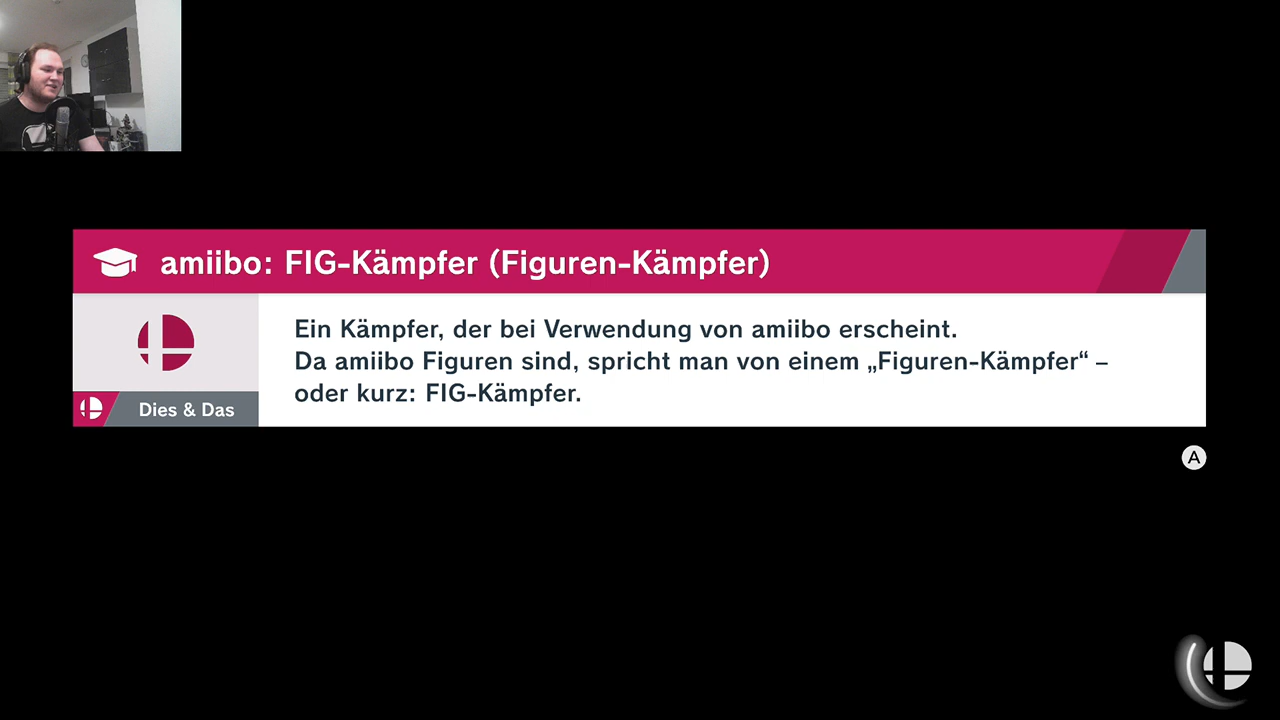 amiibo: FIG-Kämpfer (Figuren-Kämpfer)
Ein Kämpfer, der bei Verwendung von amiibo erscheint.
Da amiibo Figuren sind, spricht man von einem „Figuren-Kämpfer“ –
oder kurz: FIG-Kämpfer.
Dies & Das
A